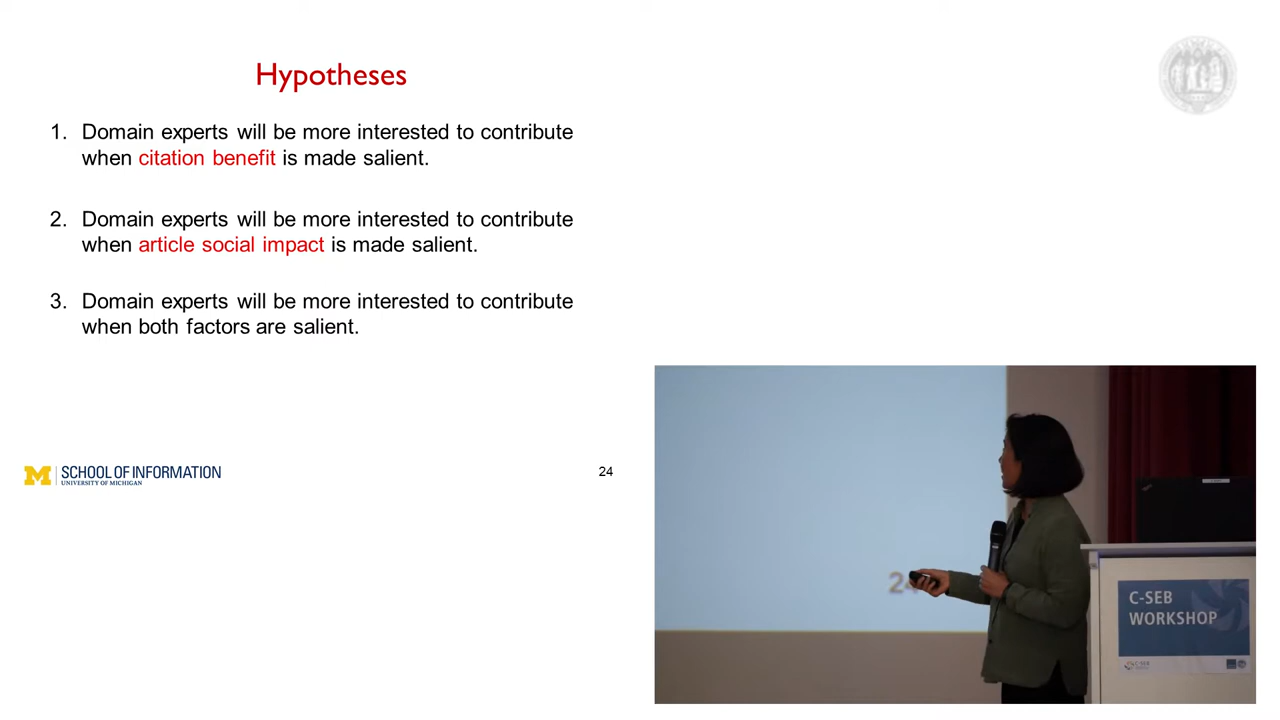 Hypotheses
1. Domain experts will be more interested to contribute
when citation benefit is made salient.
2. Domain experts will be more interested to contribute
when article social impact is made salient.
3. Domain experts will be more interested to contribute
when both factors are salient.
M SCHOOL OF INFORMATION
UNIVERSITY OF MICHIGAN
24
24
C-SEB
WORKSHOP